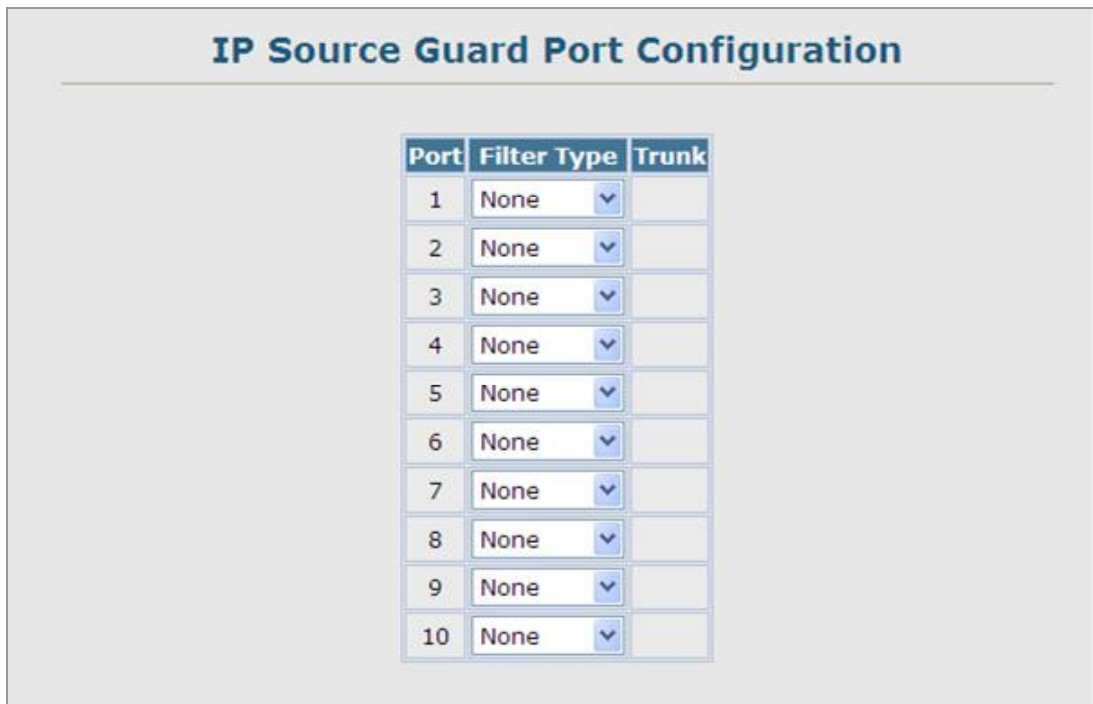 IP Source Guard Port Configuration
Port Filter Type Trunk
1 None
2 None
3 None
4 None
5 None
6 None
7 None
8 None
9 None
10 None